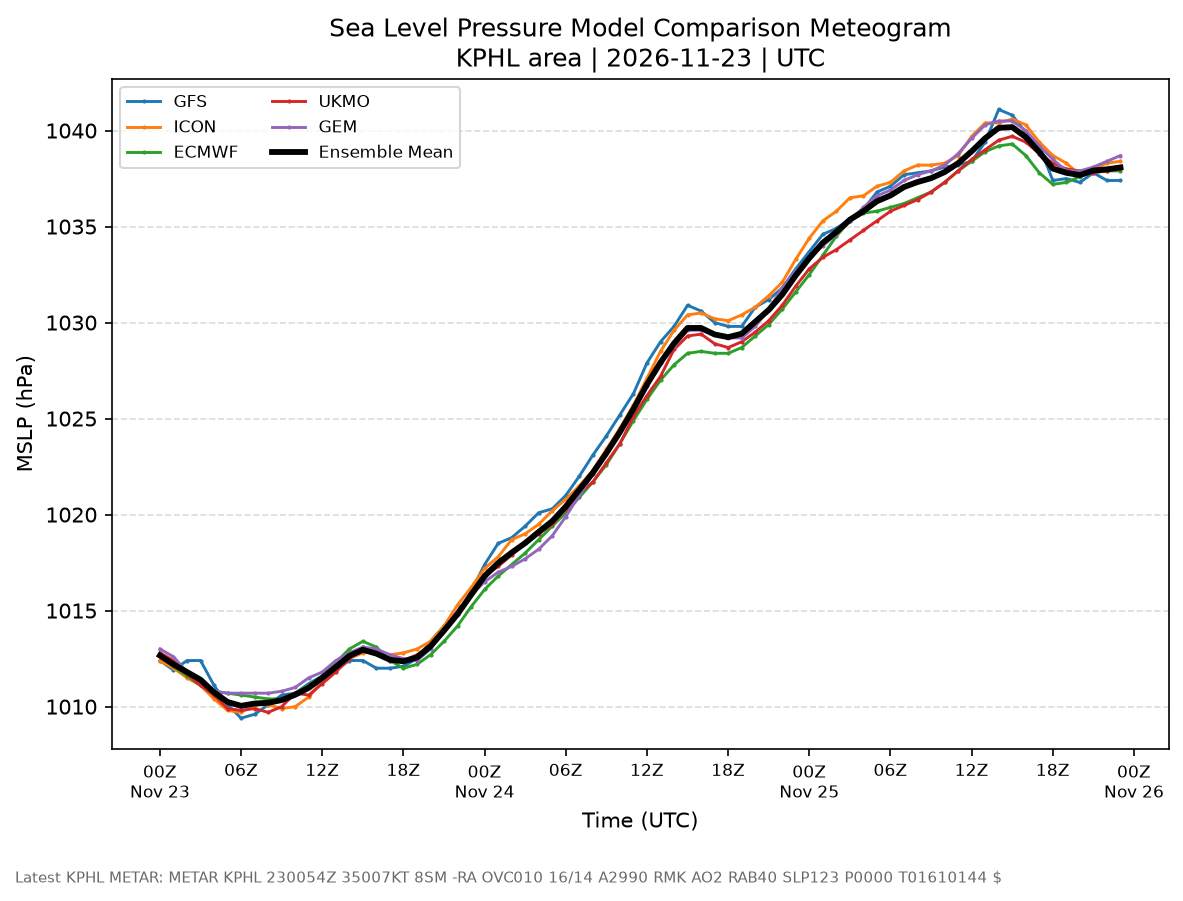 Sea Level Pressure Model Comparison Meteogram
KPHL area | 2026-11-23 | UTC
GFS
ICON
ECMWF
UKMO
GEM
Ensemble Mean
MSLP (hPa)
1040
1035
1030
1025
1020
1015
1010
00Z 06Z 12Z 18Z 00Z 06Z 12Z 18Z 00Z 06Z 12Z 18Z 00Z
Nov 23 Nov 24 Nov 25 Nov 26
Time (UTC)
Latest KPHL METAR: METAR KPHL 230054Z 35007KT 8SM -RA OVC010 16/14 A2990 RMK AO2 RAB40 SLP123 P0000 T01610144 $